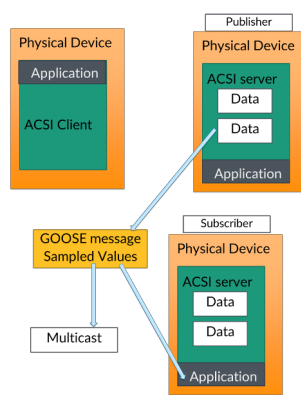 Publisher
Physical Device
Application
ACSI Client
Physical Device
ACSI server
Data
Data
Application
GOOSE message
Sampled Values
Multicast
Subscriber
Physical Device
ACSI server
Data
Data
Application